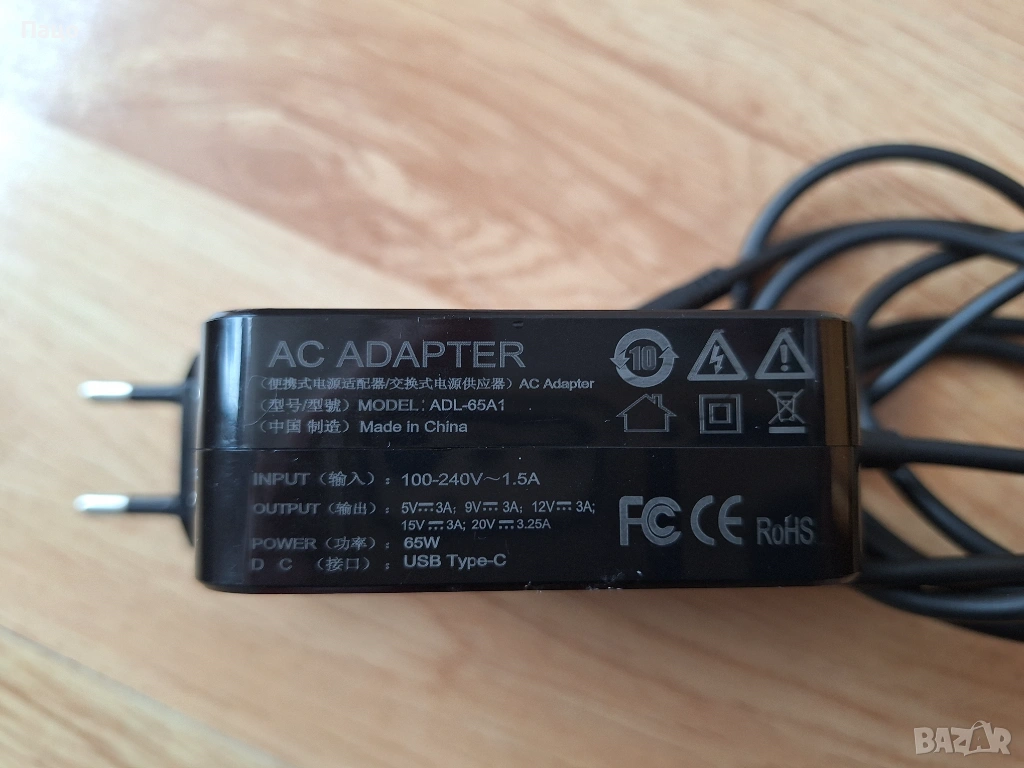 AC ADAPTER
(便携式电源适配器/交换式电源供应器) AC Adapter
(型号/型號) MODEL: ADL-65A1
(中国 制造) Made in China
10
INPUT (输入): 100-240V~1.5A
OUTPUT (输出): 5V⎓3A; 9V⎓3A; 12V⎓3A;
15V⎓3A; 20V⎓3.25A
POWER (功率): 65W
D C (接口): USB Type-C
FC CE RoHS
BAZAR